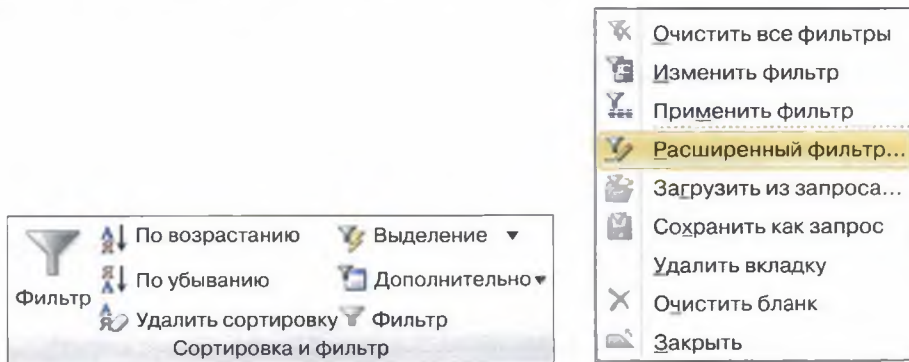 Фильтр
По возрастанию
По убыванию
Удалить сортировку
Выделение
Дополнительно
Фильтр
Сортировка и фильтр
Очистить все фильтры
Изменить фильтр
Применить фильтр
Расширенный фильтр...
Загрузить из запроса...
Сохранить как запрос
Удалить вкладку
Очистить бланк
Закрыть